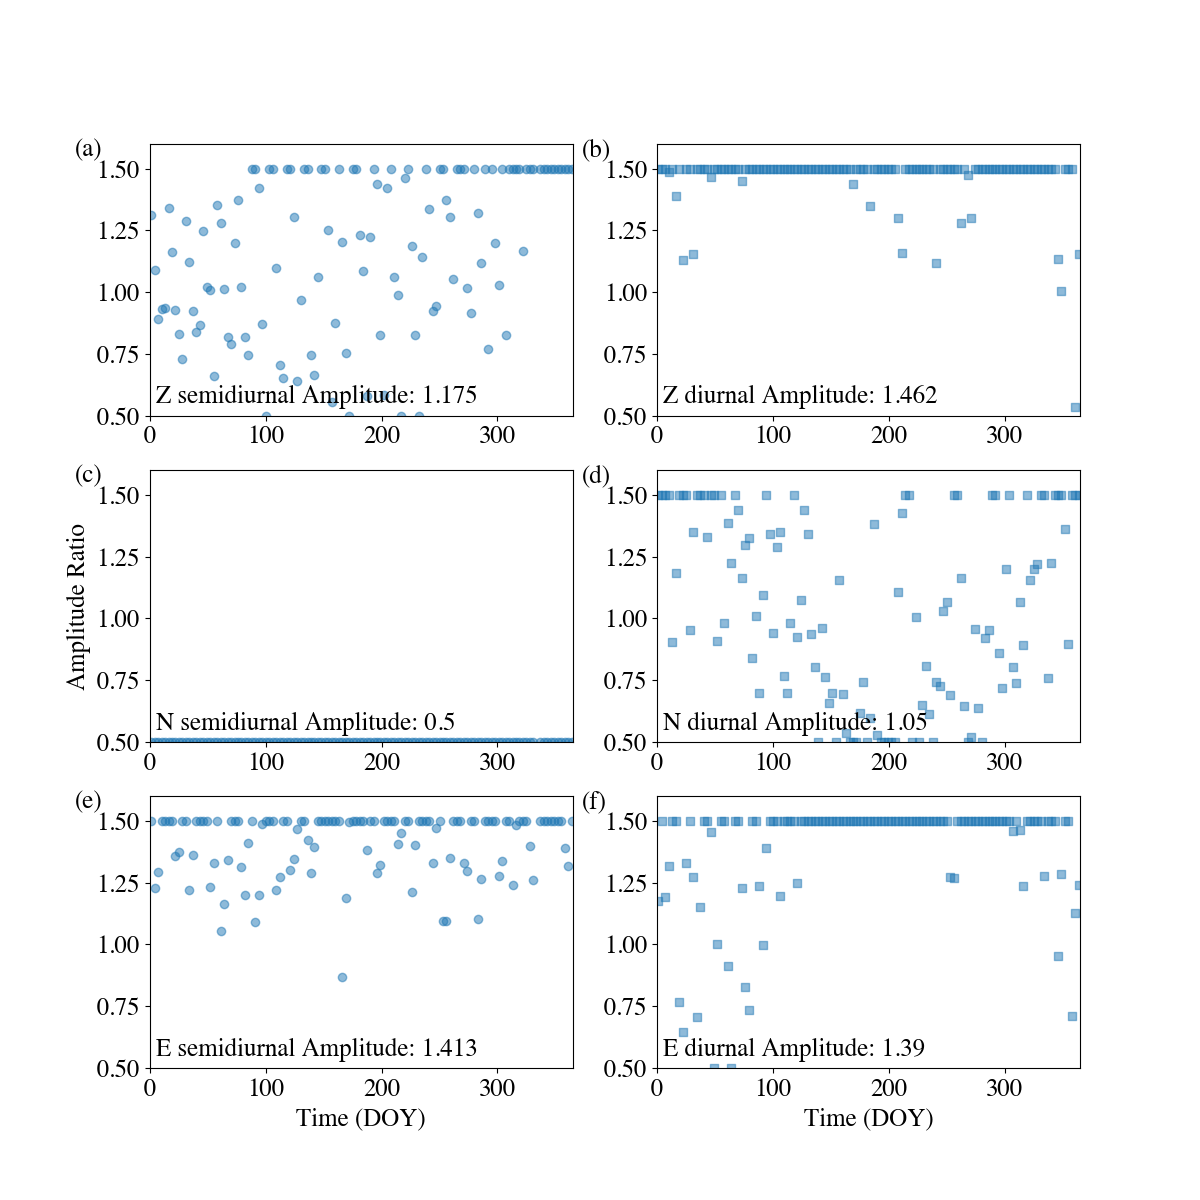 (a)
1.50
1.25
1.00
0.75
0.50
Z semidiurnal Amplitude: 1.175
0 100 200 300
(b)
1.50
1.25
1.00
0.75
0.50
Z diurnal Amplitude: 1.462
0 100 200 300
(c)
Amplitude Ratio
1.50
1.25
1.00
0.75
0.50
N semidiurnal Amplitude: 0.5
0 100 200 300
(d)
1.50
1.25
1.00
0.75
0.50
N diurnal Amplitude: 1.05
0 100 200 300
(e)
1.50
1.25
1.00
0.75
0.50
E semidiurnal Amplitude: 1.413
0 100 200 300
Time (DOY)
(f)
1.50
1.25
1.00
0.75
0.50
E diurnal Amplitude: 1.39
0 100 200 300
Time (DOY)